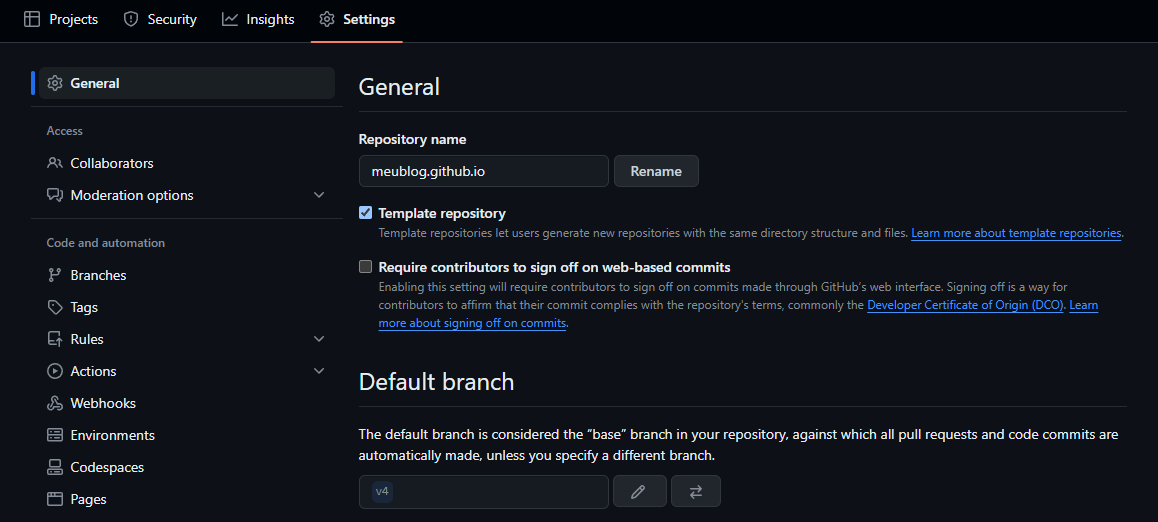 Projects Security Insights Settings
General
Access
Collaborators
Moderation options
Code and automation
Branches
Tags
Rules
Actions
Webhooks
Environments
Codespaces
Pages
General
Repository name
meublog.github.io Rename
Template repository
Template repositories let users generate new repositories with the same directory structure and files. Learn more about template repositories.
Require contributors to sign off on web-based commits
Enabling this setting will require contributors to sign off on commits made through GitHub's web interface. Signing off is a way for
contributors to affirm that their commit complies with the repository's terms, commonly the Developer Certificate of Origin (DCO). Learn
more about signing off on commits.
Default branch
The default branch is considered the “base” branch in your repository, against which all pull requests and code commits are
automatically made, unless you specify a different branch.
v4